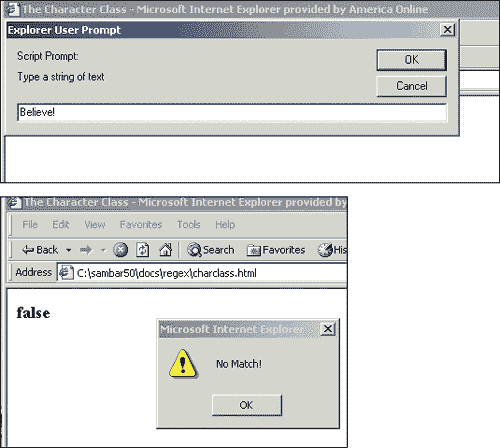 The Character Class - Microsoft Internet Explorer provided by America Online
Explorer User Prompt
Script Prompt:
OK
Type a string of text
Cancel
Believe!
The Character Class - Microsoft Internet Explorer provided by
File Edit View Favorites Tools Help
Back Search Favorites His
Address C:\sambar50\docs\regex\charclass.html
false
Microsoft Internet Explorer
No Match!
OK